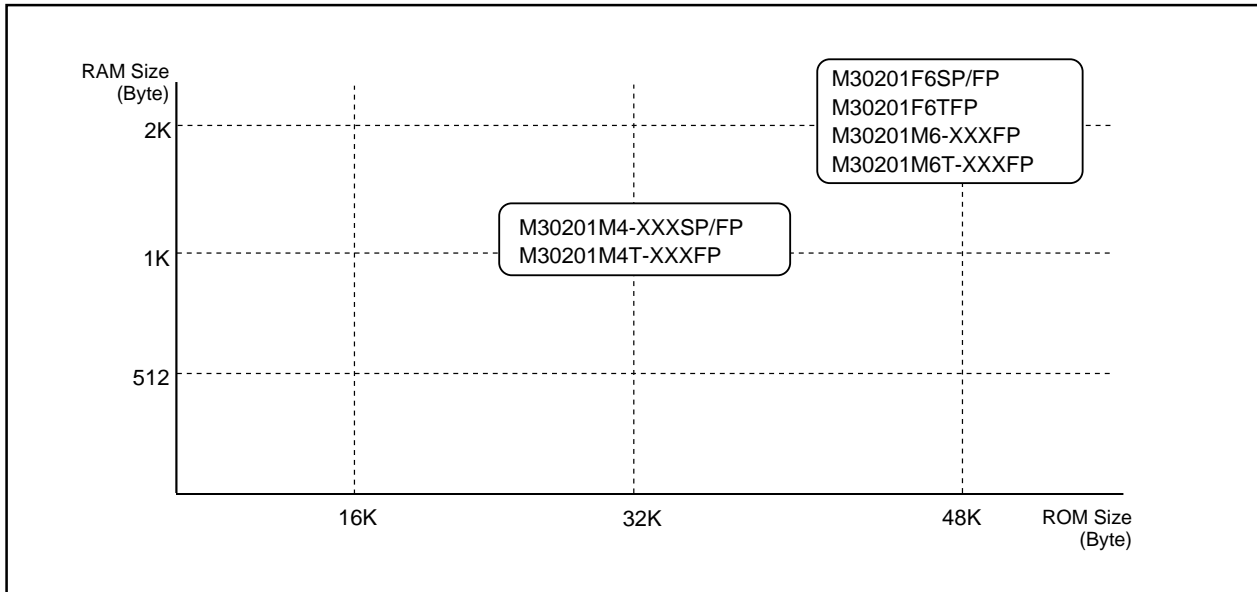 RAM Size
(Byte)
2K
1K
512
M30201F6SP/FP
M30201F6TFP
M30201M6-XXXFP
M30201M6T-XXXFP
M30201M4-XXXSP/FP
M30201M4T-XXXFP
16K
32K
48K
ROM Size
(Byte)